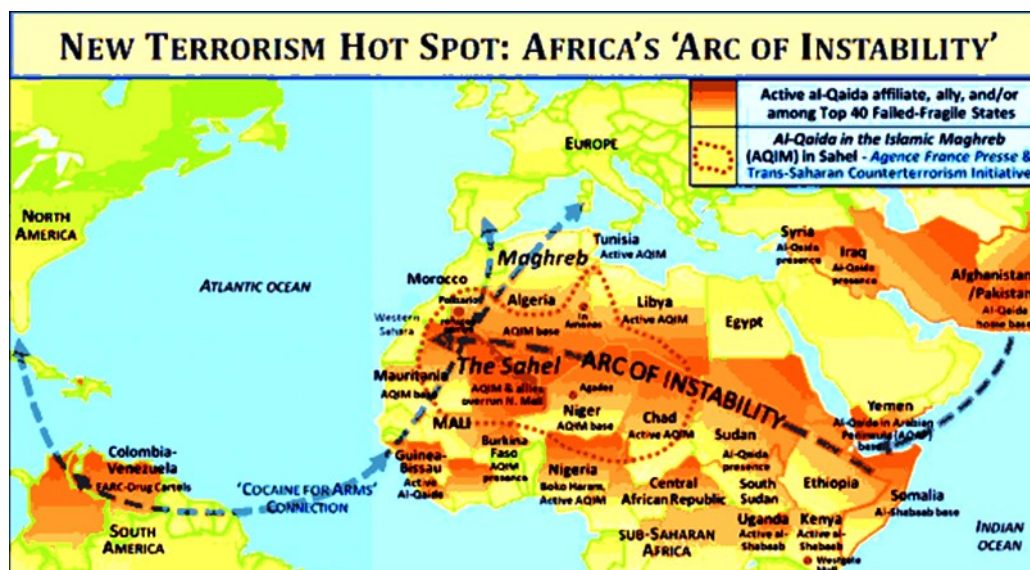 NEW TERRORISM HOT SPOT: AFRICA'S 'ARC OF INSTABILITY'
Active al-Qaida affiliate, ally, and/or
among Top 40 Failed-Fragile States
Al-Qaida in the Islamic Maghreb
(AQIM) in Sahel - Agence France Presse &
Trans-Saharan Counterterrorism Initiative
EUROPE
NORTH
AMERICA
ATLANTIC OCEAN
Tunisia
Active AQIM
Maghreb
Morocco
Polisario
refugee
Western
Sahara
Algeria
AQIM base
In
Amenas
Libya
Active AQIM
Egypt
Syria
Al-Qaida
presence
Iraq
Al-Qaida
presence
Afghanistan
/Pakistan
Al-Qaida
home base
The Sahel
AQIM & allies
overrun N. Mali
ARC OF INSTABILITY
Mauritania
AQIM base
MALI
Agades
Niger
AQIM base
Chad
Active AQIM
Sudan
Al-Qaida
presence
Yemen
Al-Qaida in Arabian
Peninsula (AQAP)
base
Burkina
Faso
AQIM
presence
Guinea-
Bissau
Active
Al-Qaida
Nigeria
Boko Haram,
Active AQIM
Central
African Republic
South
Sudan
Ethiopia
Somalia
Al-Shabaab base
Colombia-
Venezuela
FARC-Drug Cartels
'COCAINE FOR ARMS'
CONNECTION
SOUTH
AMERICA
SUB-SAHARAN
AFRICA
Uganda
Active al-
Shabaab
Kenya
Active al-
Shabaab
Westgate
INDIAN
OCEAN